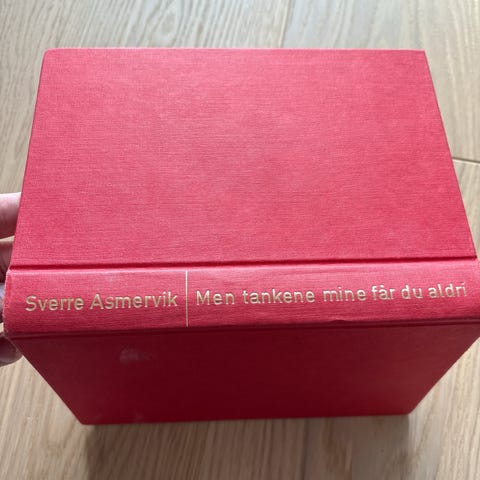 Sverre Asmervik | Men tankene mine får du aldri